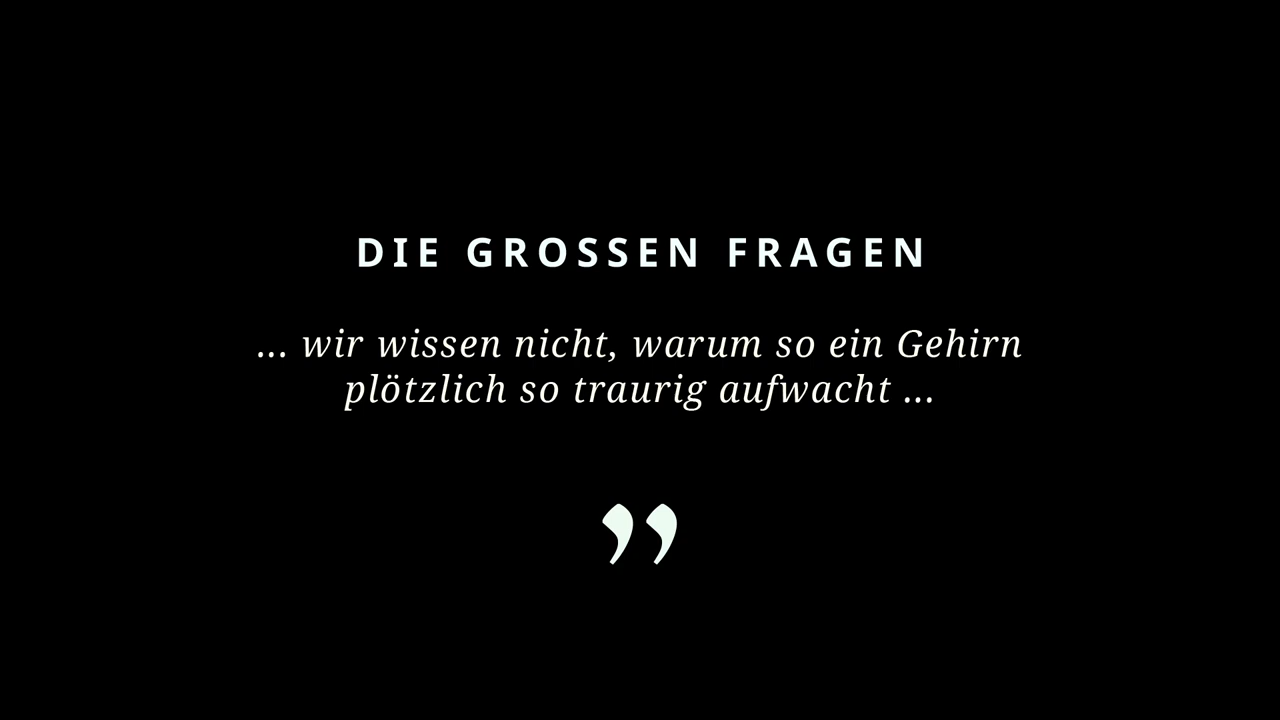 DIE GROSSEN FRAGEN
... wir wissen nicht, warum so ein Gehirn
plötzlich so traurig aufwacht ...
”